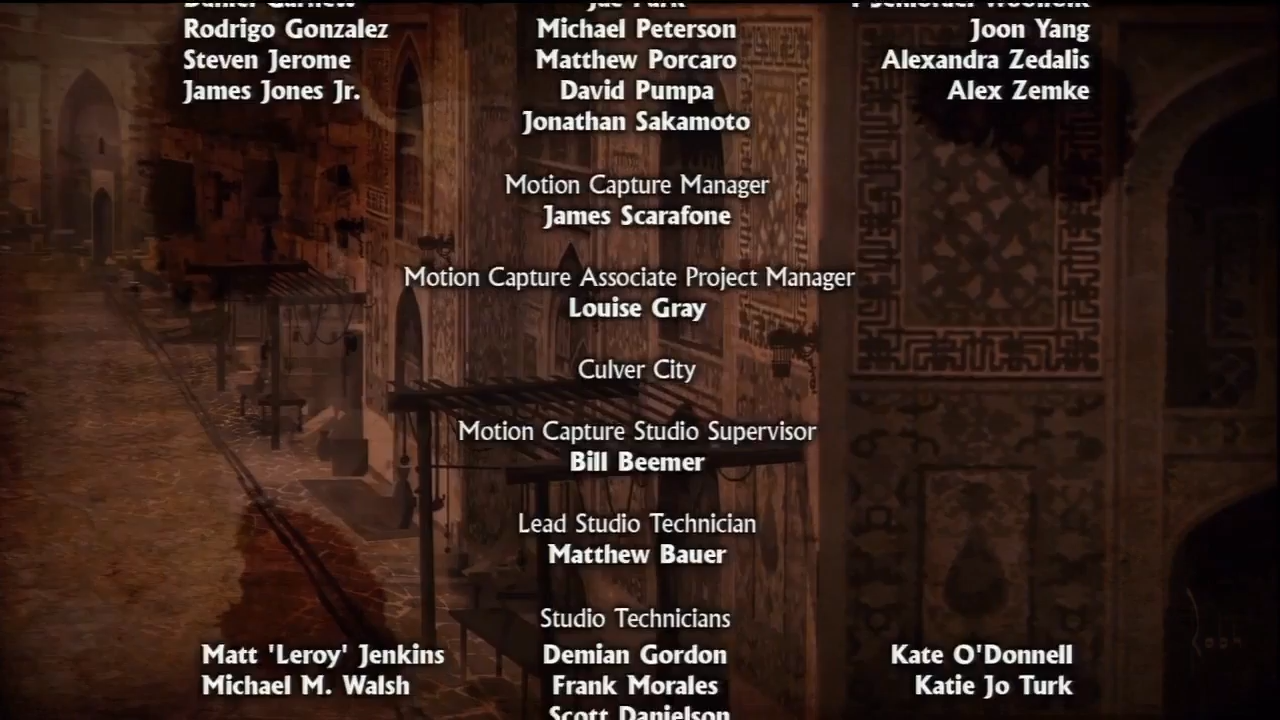 Rodrigo Gonzalez Michael Peterson Joon Yang
Steven Jerome Matthew Porcaro Alexandra Zedalis
James Jones Jr. David Pumpa Alex Zemke
Jonathan Sakamoto
Motion Capture Manager
James Scarafone
Motion Capture Associate Project Manager
Louise Gray
Culver City
Motion Capture Studio Supervisor
Bill Beemer
Lead Studio Technician
Matthew Bauer
Studio Technicians
Matt 'Leroy' Jenkins Demian Gordon Kate O'Donnell
Michael M. Walsh Frank Morales Katie Jo Turk
Scott Danielson